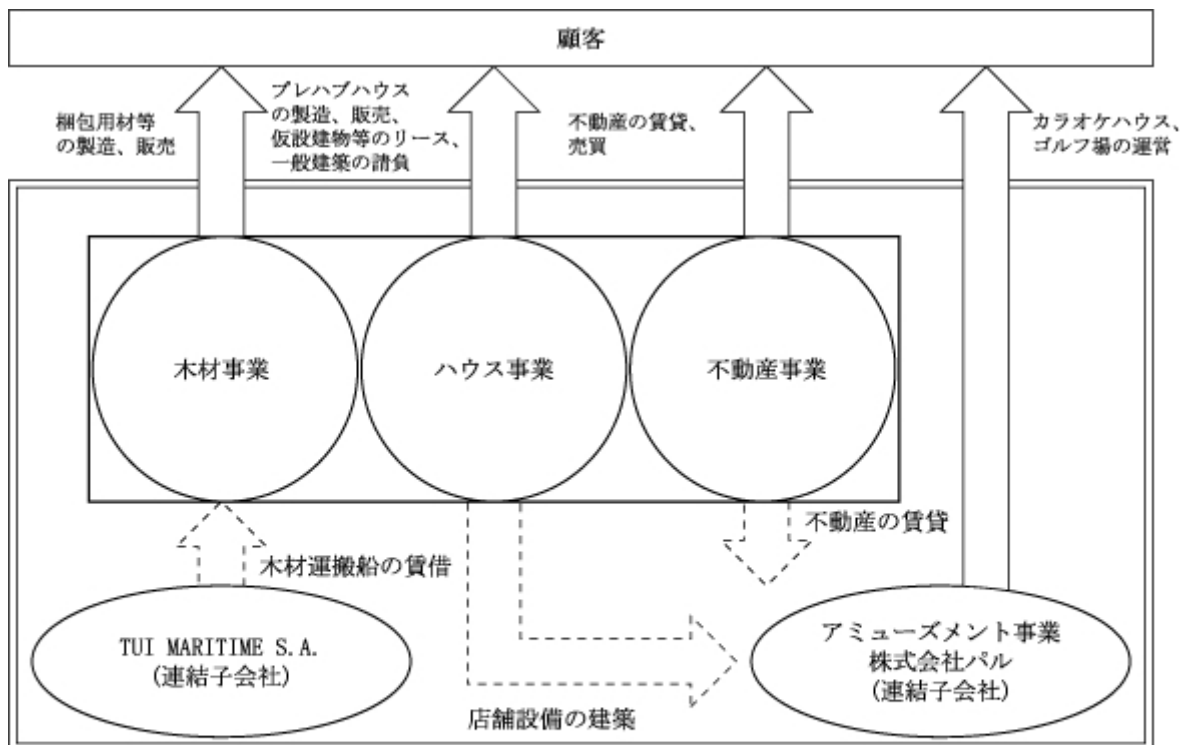 顧客
梱包用材等
の製造、販売
プレハブハウス
の製造、販売、
仮設建物等のリース、
一般建築の請負
不動産の賃貸、
売買
カラオケハウス、
ゴルフ場の運営
木材事業
ハウス事業
不動産事業
木材運搬船の賃借
不動産の賃貸
TUI MARITIME S.A.
(連結子会社)
アミューズメント事業
株式会社パル
(連結子会社)
店舗設備の建築